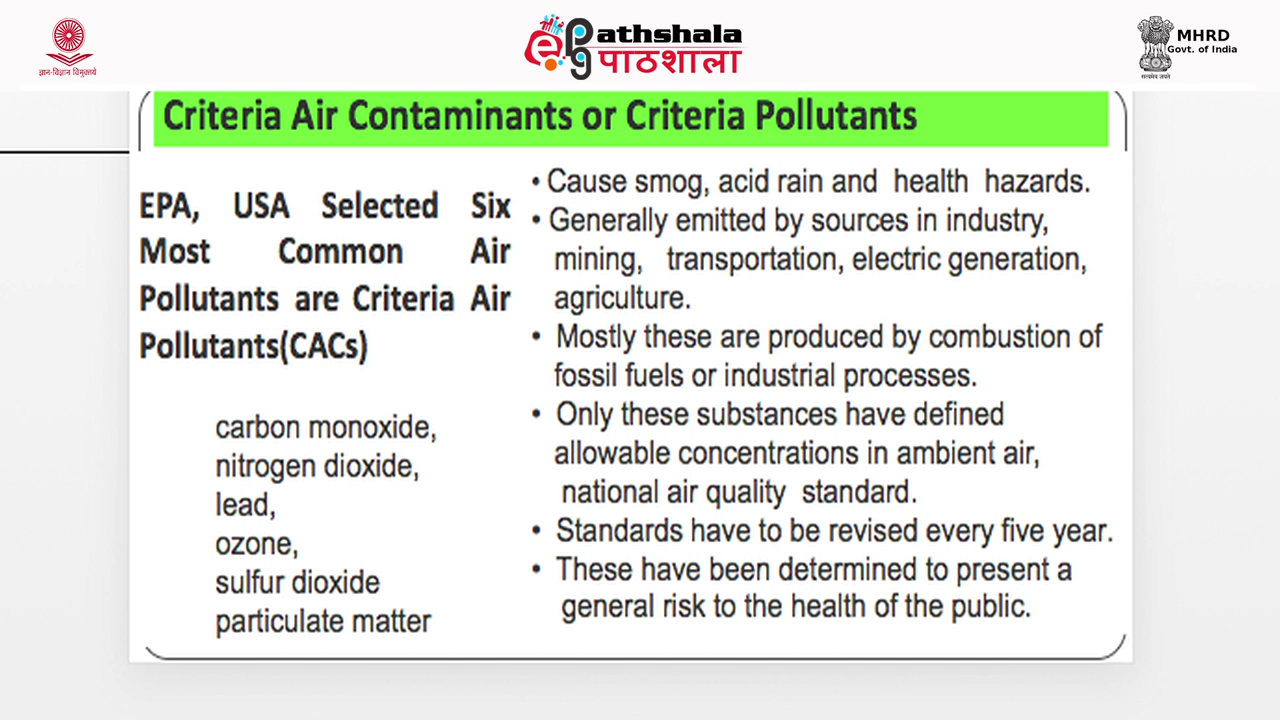 ज्ञान-विज्ञान विमुक्तये
e Pathshala
पाठशाला
MHRD
Govt. of India
सत्यमेव जयते
Criteria Air Contaminants or Criteria Pollutants
EPA, USA Selected Six
Most Common Air
Pollutants are Criteria Air
Pollutants(CACs)
carbon monoxide,
nitrogen dioxide,
lead,
ozone,
sulfur dioxide
particulate matter
• Cause smog, acid rain and health hazards.
• Generally emitted by sources in industry,
mining, transportation, electric generation,
agriculture.
• Mostly these are produced by combustion of
fossil fuels or industrial processes.
• Only these substances have defined
allowable concentrations in ambient air,
national air quality standard.
• Standards have to be revised every five year.
• These have been determined to present a
general risk to the health of the public.